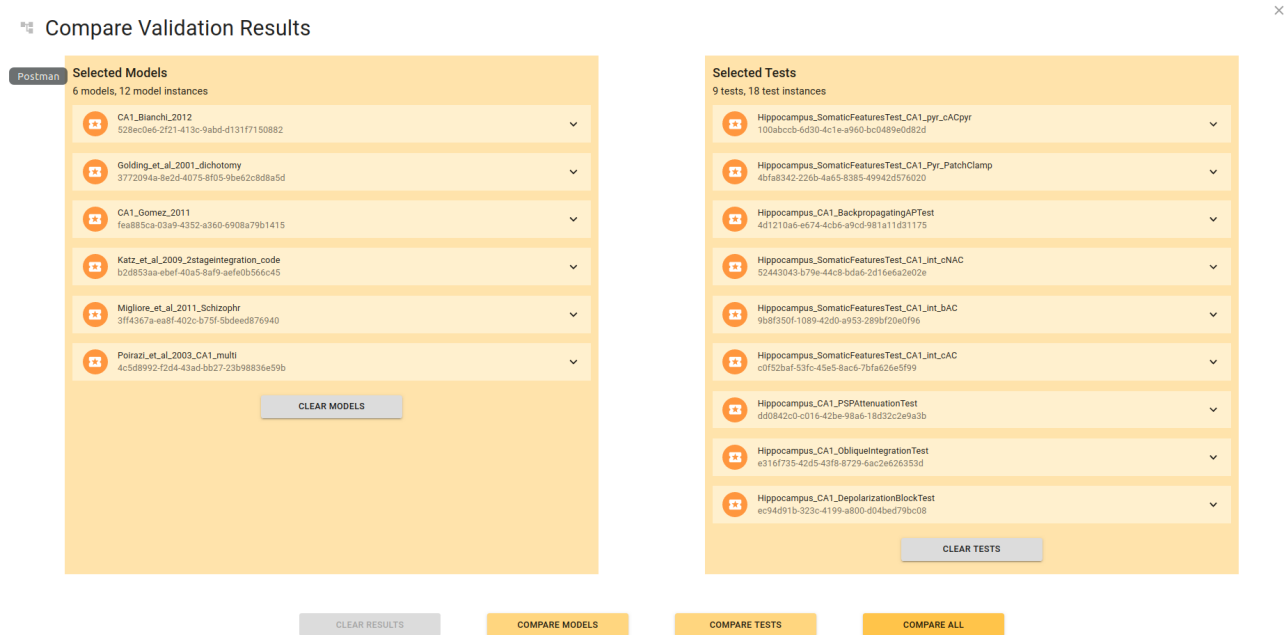 Compare Validation Results
Postman
Selected Models
6 models, 12 model instances
CA1_Bianchi_2012
528ec0e6-2f21-413c-9abd-d131f7150882
Golding_et_al_2001_dichotomy
3772094a-8e2d-4075-8f05-9be62c8d8a5d
CA1_Gomez_2011
fea885ca-03a9-4352-a360-6908a79b1415
Katz_et_al_2009_2stageintegration_code
b2d853aa-ebef-40a5-8af9-aefe0b566c45
Migliore_et_al_2011_Schizophr
3ff4367a-ea8f-402c-b75f-5bdeed876940
Poirazi_et_al_2003_CA1_multi
4c5d8992-f2d4-43ad-bb27-23b98836e59b
CLEAR MODELS
Selected Tests
9 tests, 18 test instances
Hippocampus_SomaticFeaturesTest_CA1_pyr_cACpyr
100abccb-6d30-4c1e-a960-bc0489e0d82d
Hippocampus_SomaticFeaturesTest_CA1_Pyr_PatchClamp
4bfa8342-226b-4a65-8385-49942d576020
Hippocampus_CA1_BackpropagatingAPTest
4d1210a6-e674-4cb6-a9cd-981a11d31175
Hippocampus_SomaticFeaturesTest_CA1_int_cNAC
52443043-b79e-44c8-bda6-2d16e6a2e02e
Hippocampus_SomaticFeaturesTest_CA1_int_bAC
9b8f350f-1089-42d0-a953-289bf20e0f96
Hippocampus_SomaticFeaturesTest_CA1_int_cAC
c0f52baf-53fc-45e5-8ac6-7bfa626e5f99
Hippocampus_CA1_PSPAttenuationTest
dd0842c0-c016-42be-98a6-18d32c2e9a3b
Hippocampus_CA1_ObliqueIntegrationTest
e316f735-42d5-43f8-8729-6ac2e626353d
Hippocampus_CA1_DepolarizationBlockTest
ec94d91b-323c-4199-a800-d04bed79bc08
CLEAR TESTS
CLEAR RESULTS
COMPARE MODELS
COMPARE TESTS
COMPARE ALL